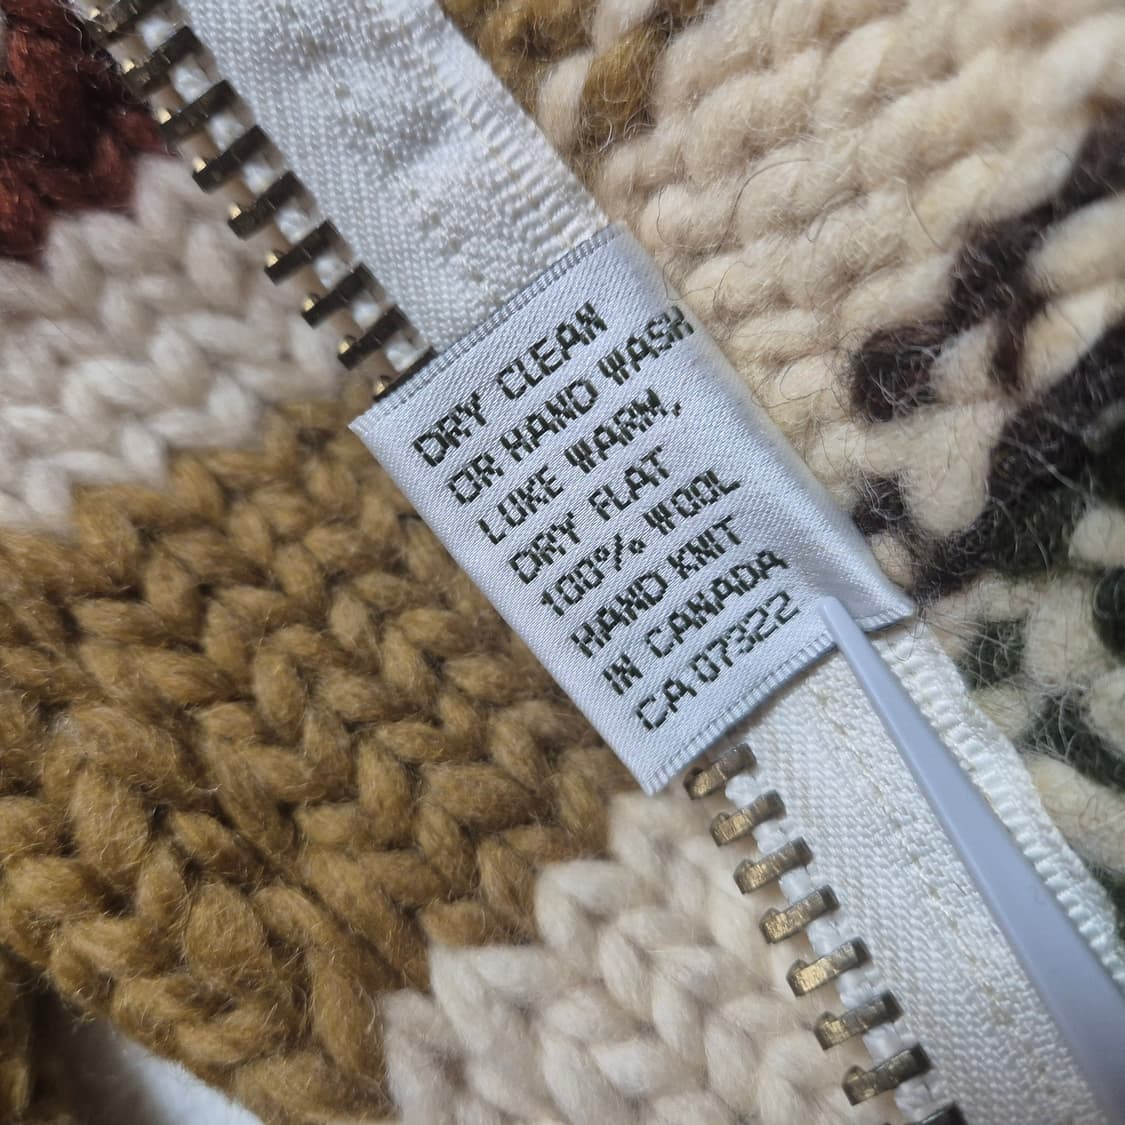 DRY CLEAN
OR HAND WASH
LUKE WARM,
DRY FLAT
100% WOOL
HAND KNIT
IN CANADA
CA 07322